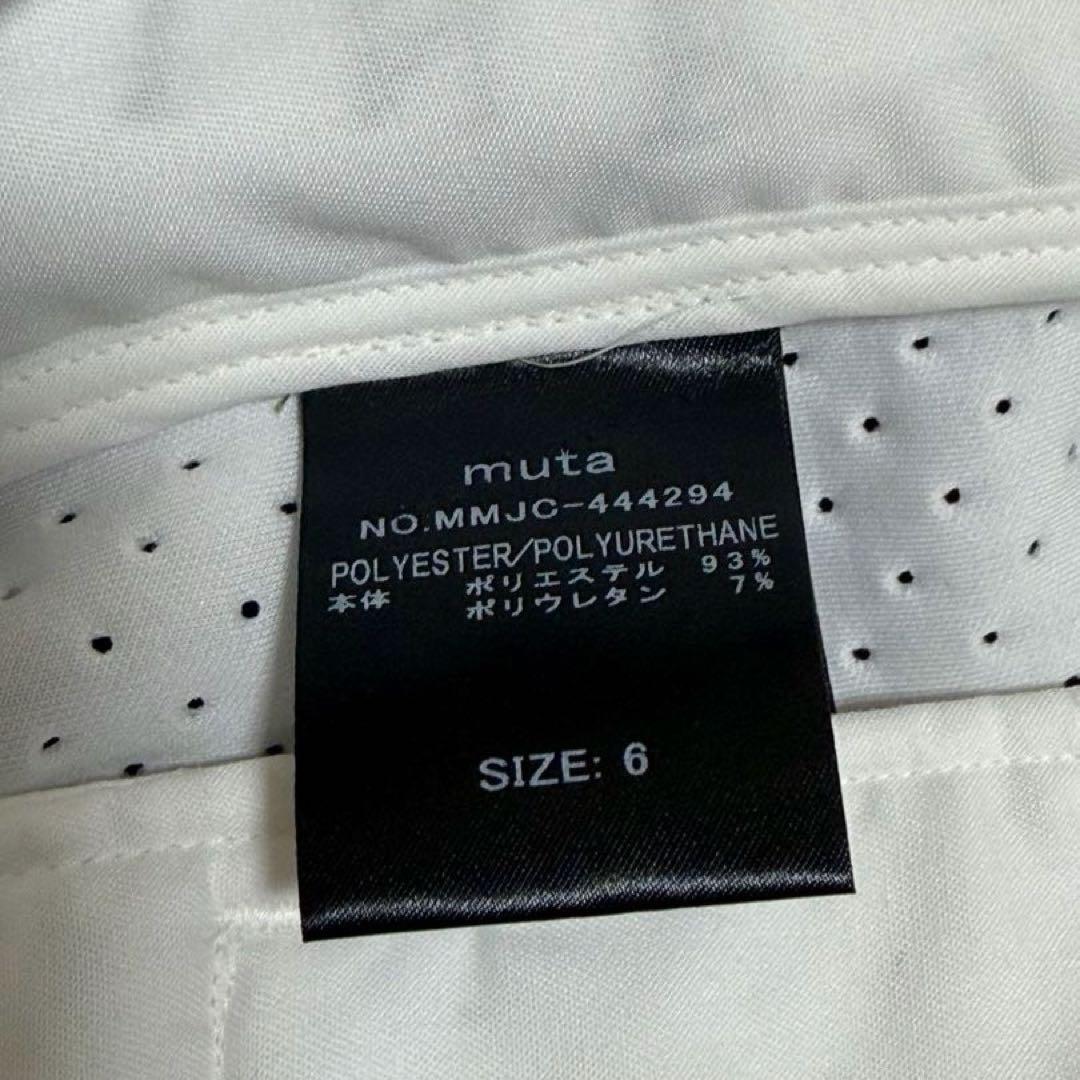 muta
NO.MMJC-444294
POLYESTER/POLYURETHANE
本体 ポリエステル 93%
ポリウレタン 7%
SIZE: 6